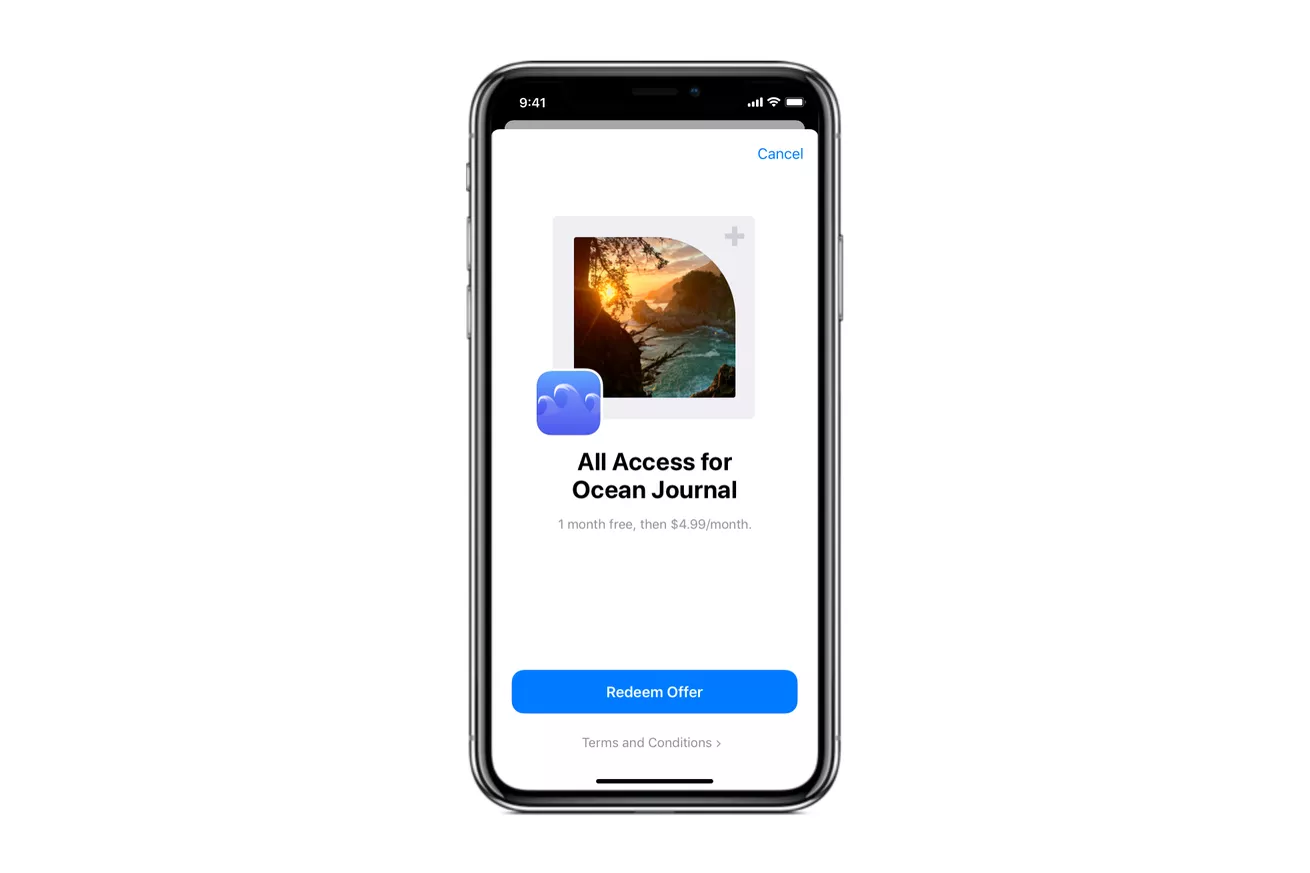 9:41
Cancel
All Access for
Ocean Journal
1 month free, then $4.99/month.
Redeem Offer
Terms and Conditions >